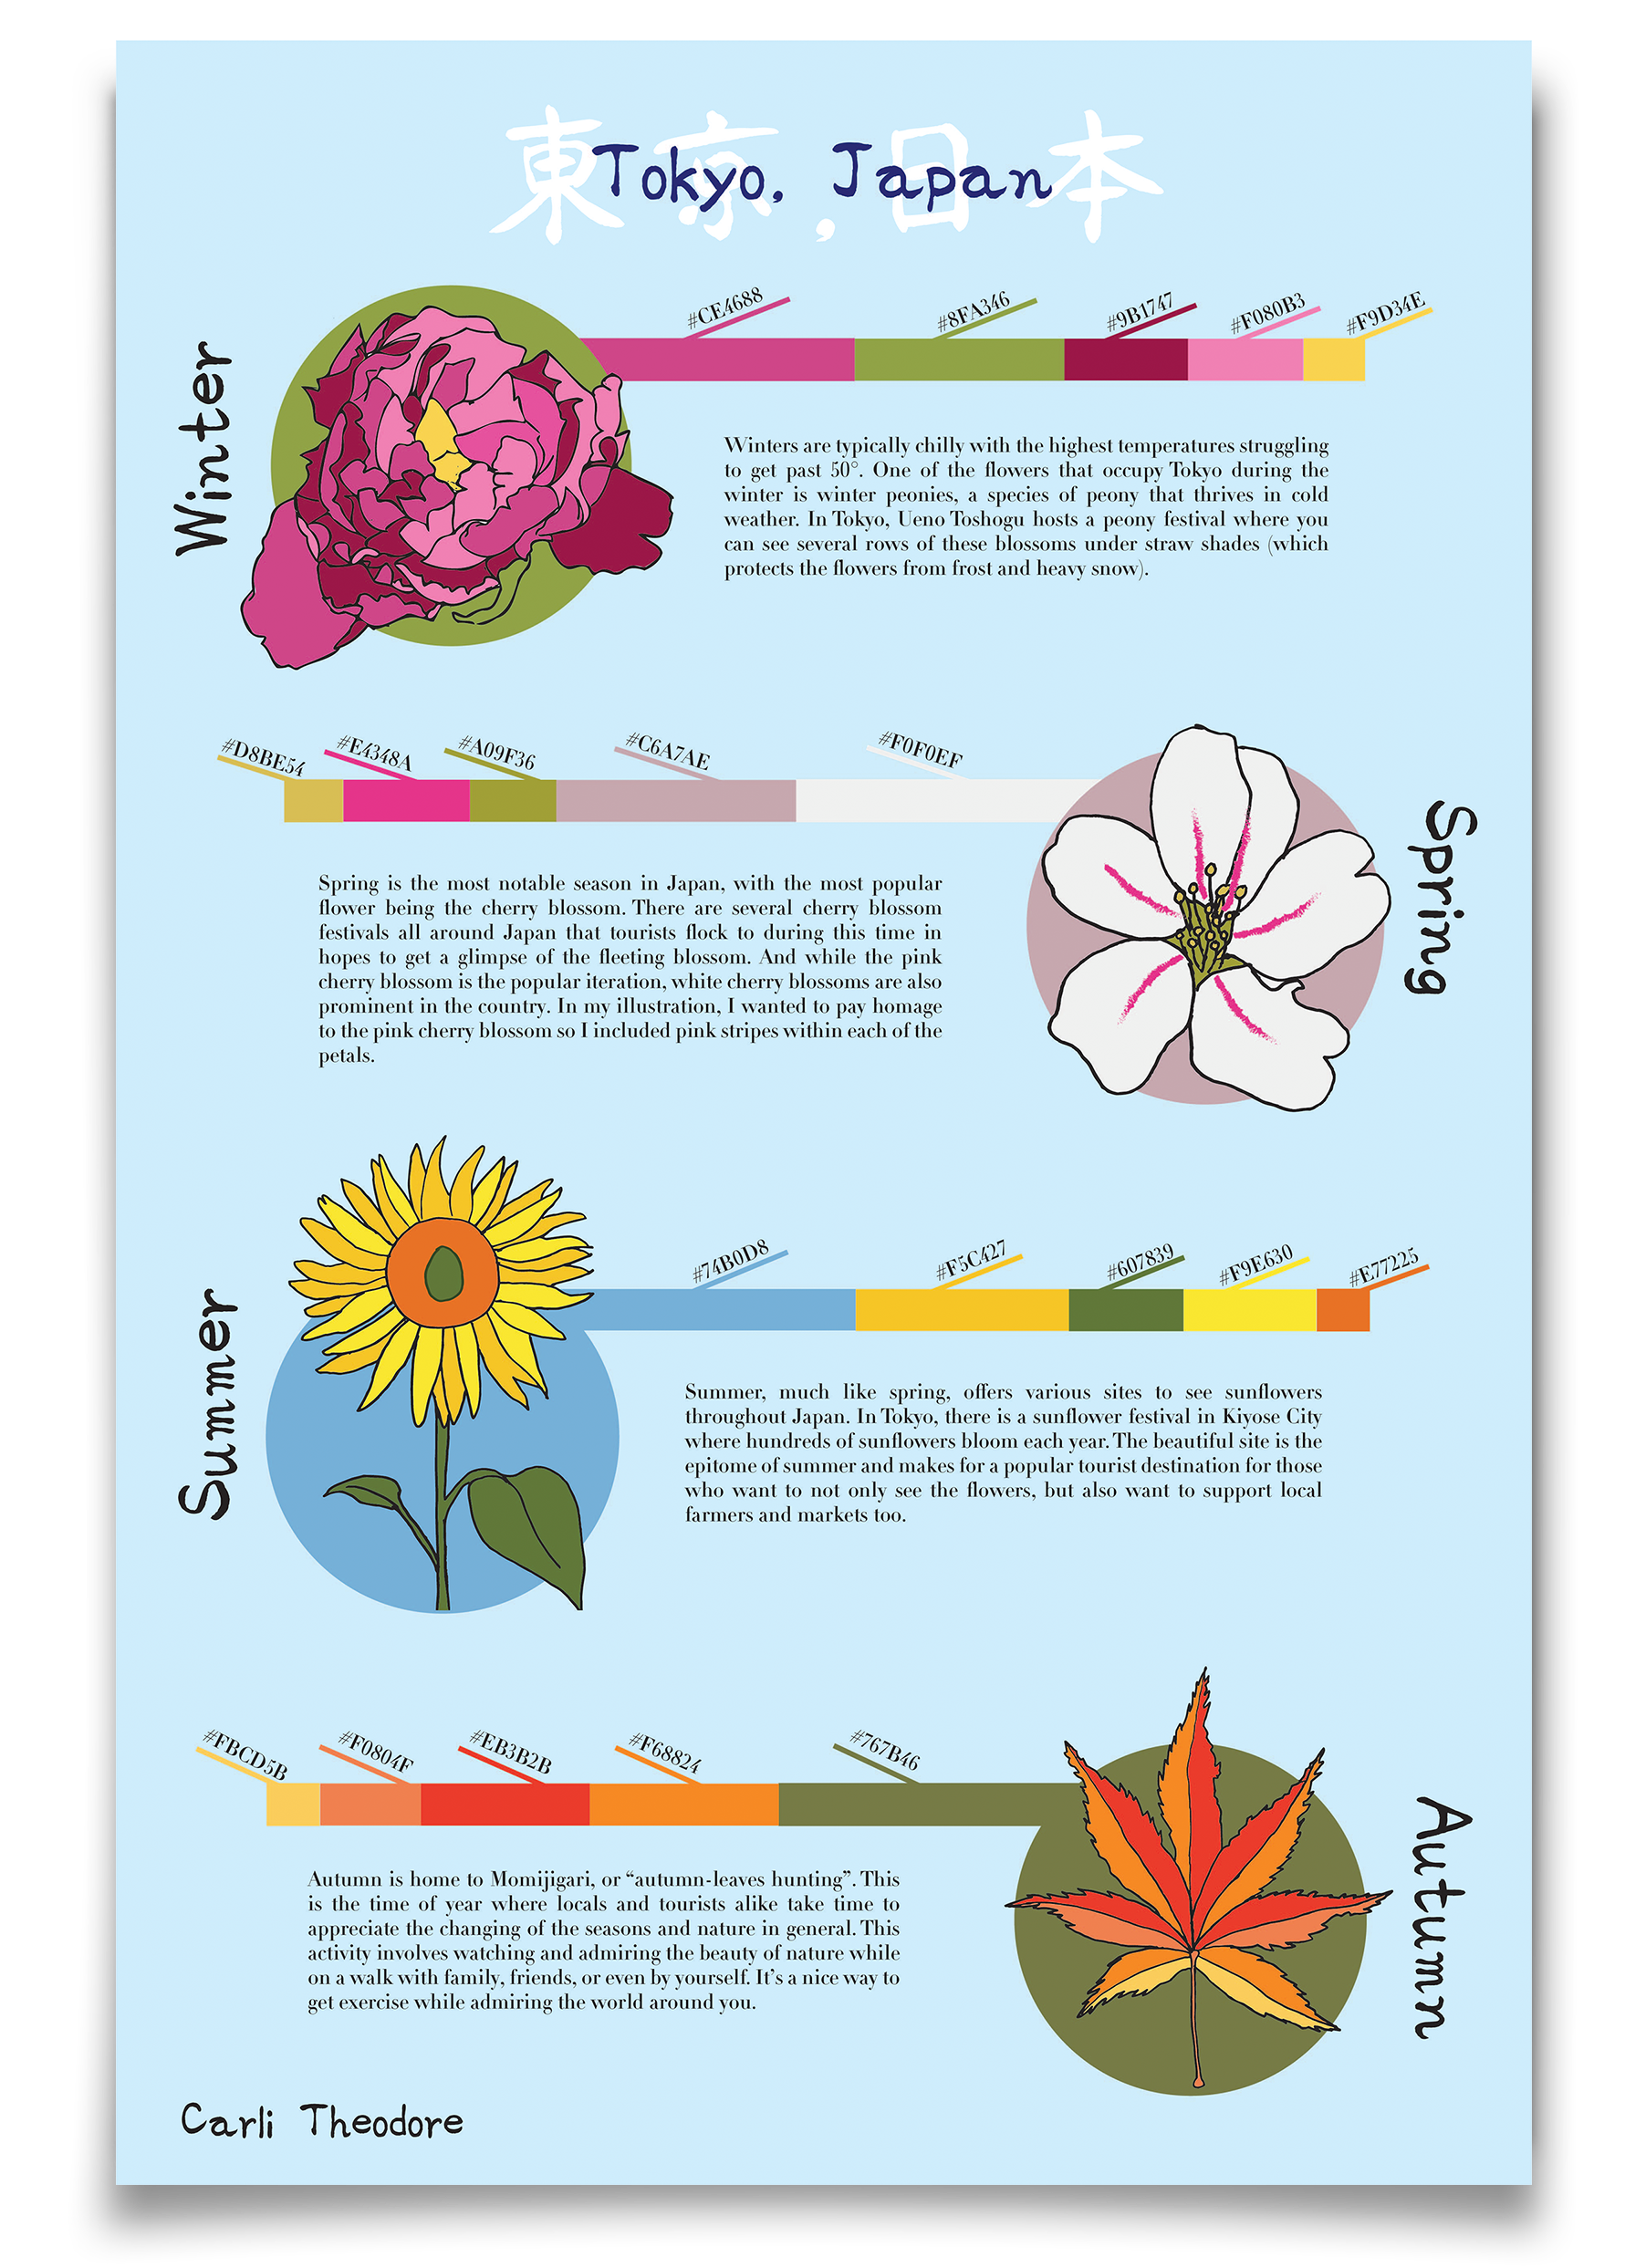 東京,日本
Tokyo, Japan
Winter
#CE4688 #8FA346 #9B1747 #F080B3 #F9D34E
Winters are typically chilly with the highest temperatures struggling
to get past 50°. One of the flowers that occupy Tokyo during the
winter is winter peonies, a species of peony that thrives in cold
weather. In Tokyo, Ueno Toshogu hosts a peony festival where you
can see several rows of these blossoms under straw shades (which
protects the flowers from frost and heavy snow).
#D8BE54 #E4348A #A09F36 #C6A7AE #F0F0EF
Spring
Spring is the most notable season in Japan, with the most popular
flower being the cherry blossom. There are several cherry blossom
festivals all around Japan that tourists flock to during this time in
hopes to get a glimpse of the fleeting blossom. And while the pink
cherry blossom is the popular iteration, white cherry blossoms are also
prominent in the country. In my illustration, I wanted to pay homage
to the pink cherry blossom so I included pink stripes within each of the
petals.
Summer
#74B0D8 #F5C427 #607839 #F9E630 #E77225
Summer, much like spring, offers various sites to see sunflowers
throughout Japan. In Tokyo, there is a sunflower festival in Kiyose City
where hundreds of sunflowers bloom each year. The beautiful site is the
epitome of summer and makes for a popular tourist destination for those
who want to not only see the flowers, but also want to support local
farmers and markets too.
#FBCD5B #F0804F #EB3B2B #F68824 #767B46
Autumn
Autumn is home to Momijigari, or “autumn-leaves hunting”. This
is the time of year where locals and tourists alike take time to
appreciate the changing of the seasons and nature in general. This
activity involves watching and admiring the beauty of nature while
on a walk with family, friends, or even by yourself. It’s a nice way to
get exercise while admiring the world around you.
Carli Theodore